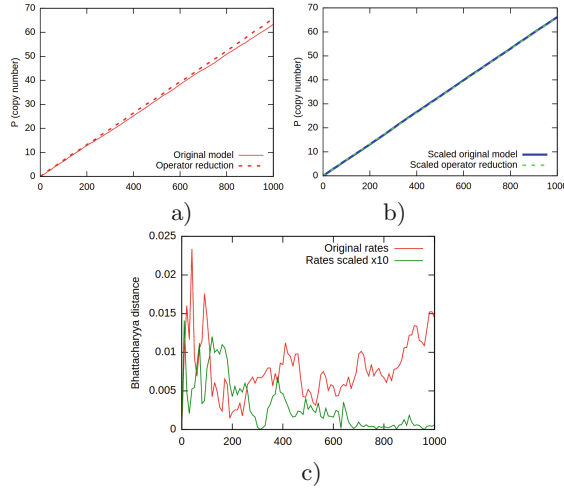 70
60
50
40
30
20
10
0
P (copy number)
Original model
Operator reduction
0 200 400 600 800 1000
a)
70
60
50
40
30
20
10
0
P (copy number)
Scaled original model
Scaled operator reduction
0 200 400 600 800 1000
b)
0.025
0.02
0.015
0.01
0.005
0
Bhattacharyya distance
Original rates
Rates scaled x10
0 200 400 600 800 1000
c)